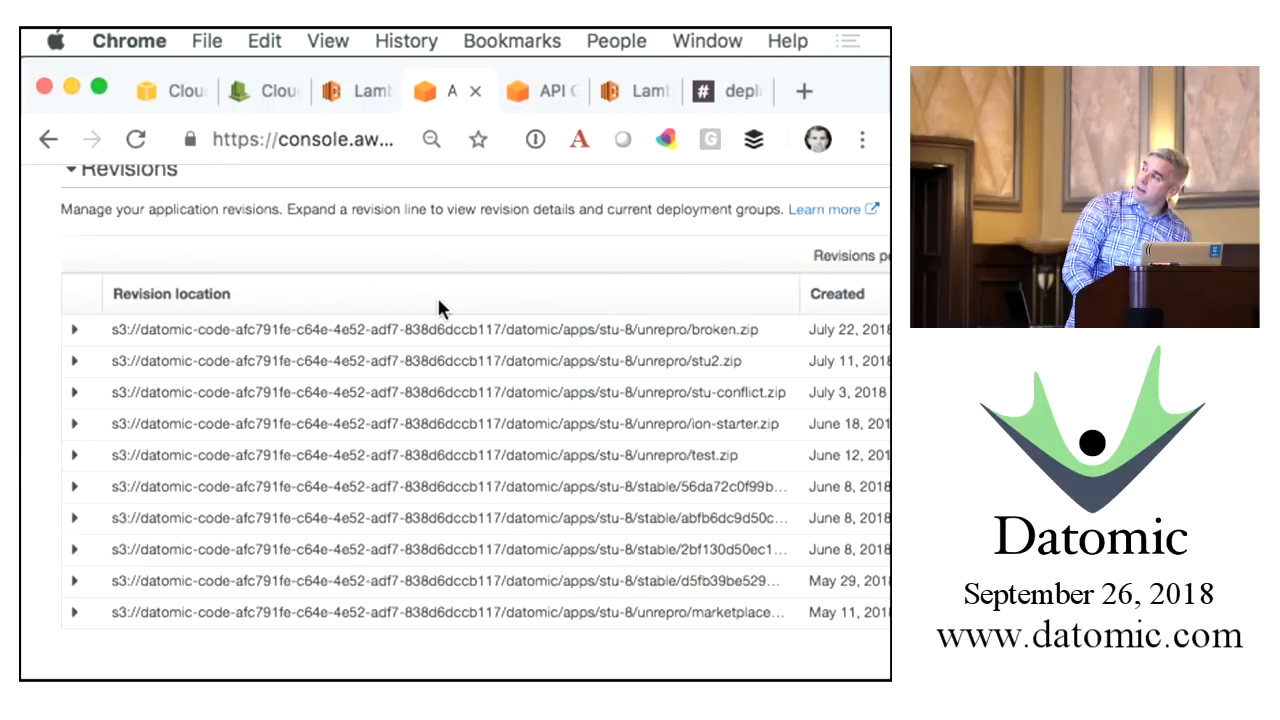 Chrome File Edit View History Bookmarks People Window Help
Clou Clou Lam A API Lam depl
https://console.aw...
Revisions
Manage your application revisions. Expand a revision line to view revision details and current deployment groups. Learn more
Revisions pe
Revision location Created
s3://datomic-code-afc791fe-c64e-4e52-adf7-838d6dccb117/datomic/apps/stu-8/unrepro/broken.zip July 22, 2018
s3://datomic-code-afc791fe-c64e-4e52-adf7-838d6dccb117/datomic/apps/stu-8/unrepro/stu2.zip July 11, 2018
s3://datomic-code-afc791fe-c64e-4e52-adf7-838d6dccb117/datomic/apps/stu-8/unrepro/stu-conflict.zip July 3, 2018
s3://datomic-code-afc791fe-c64e-4e52-adf7-838d6dccb117/datomic/apps/stu-8/unrepro/ion-starter.zip June 18, 201
s3://datomic-code-afc791fe-c64e-4e52-adf7-838d6dccb117/datomic/apps/stu-8/unrepro/test.zip June 12, 201
s3://datomic-code-afc791fe-c64e-4e52-adf7-838d6dccb117/datomic/apps/stu-8/stable/56da72c0f99b... June 8, 2018
s3://datomic-code-afc791fe-c64e-4e52-adf7-838d6dccb117/datomic/apps/stu-8/stable/abfb6dc9d50c... June 8, 2018
s3://datomic-code-afc791fe-c64e-4e52-adf7-838d6dccb117/datomic/apps/stu-8/stable/2bf130d50ec1... June 8, 2018
s3://datomic-code-afc791fe-c64e-4e52-adf7-838d6dccb117/datomic/apps/stu-8/stable/d5fb39be529... May 29, 201
s3://datomic-code-afc791fe-c64e-4e52-adf7-838d6dccb117/datomic/apps/stu-8/unrepro/marketplace... May 11, 201
Datomic
September 26, 2018
www.datomic.com